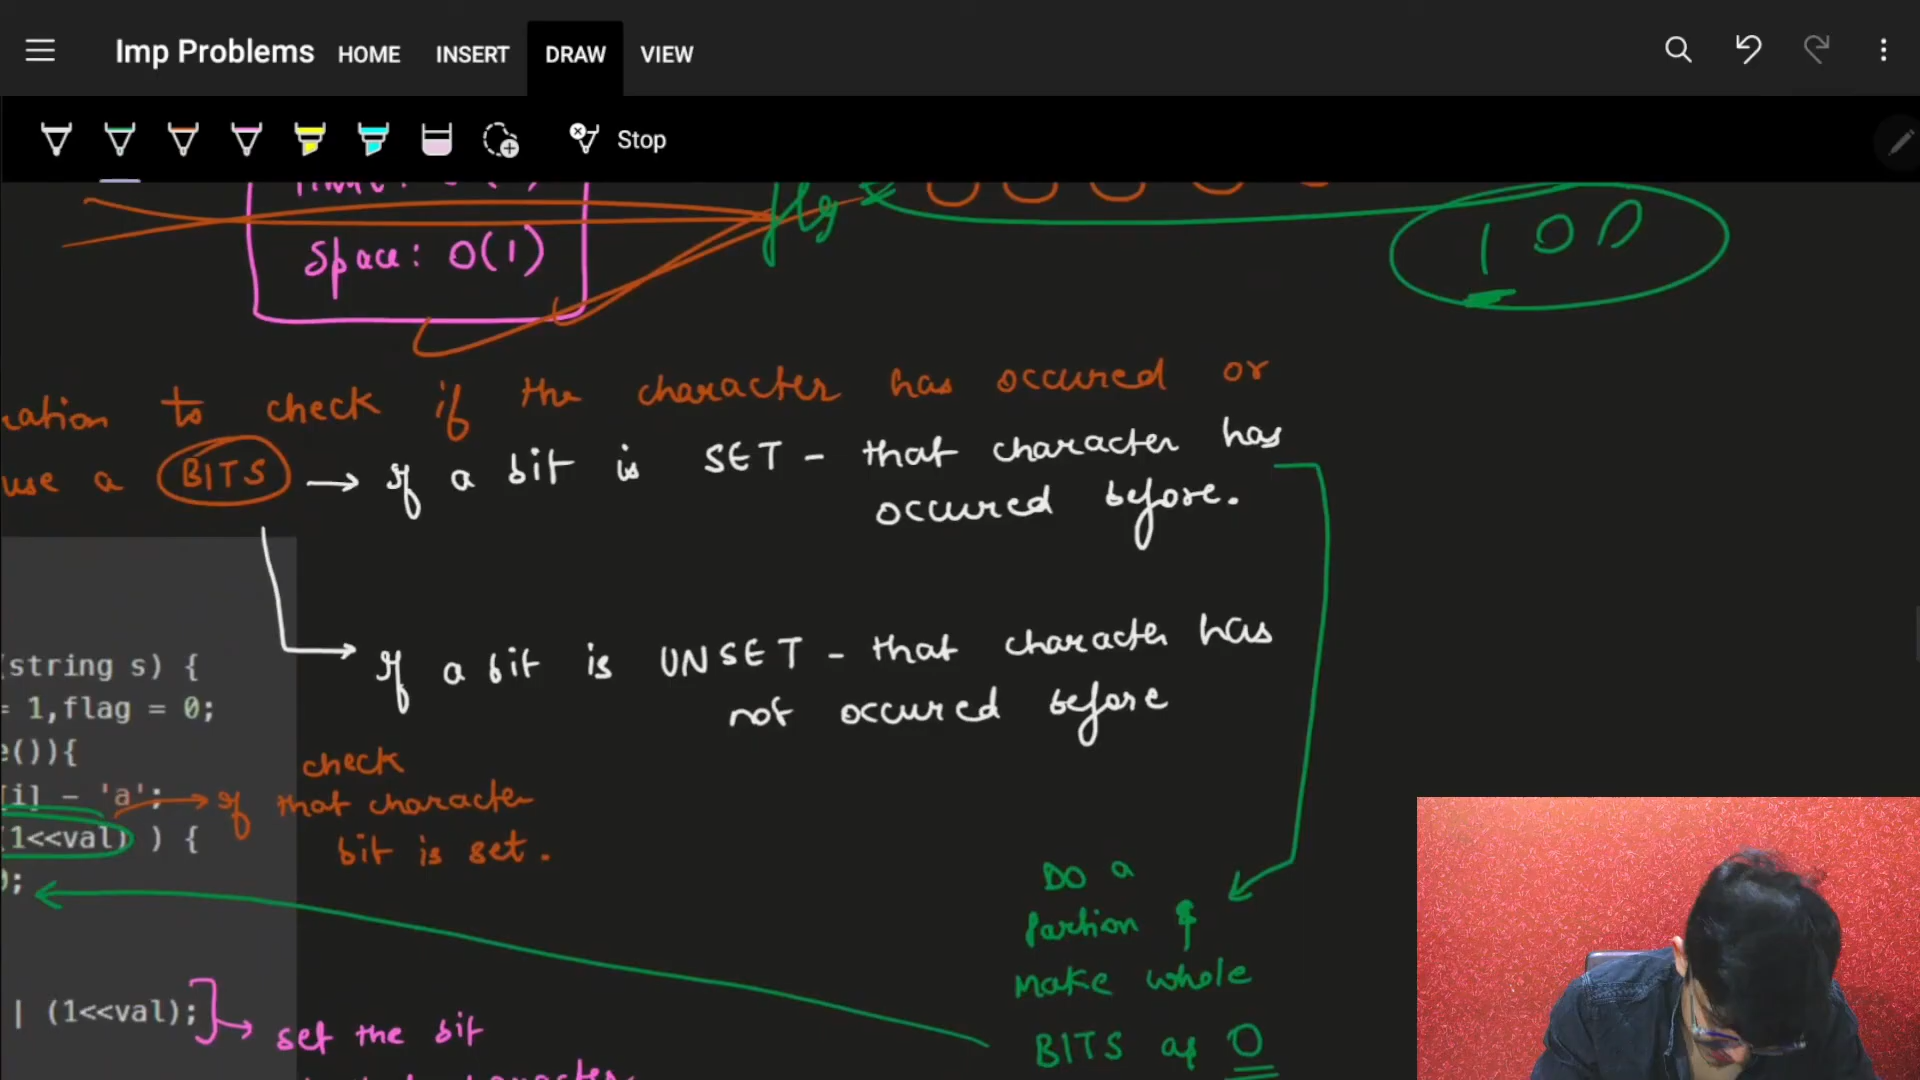 Imp Problems HOME INSERT DRAW VIEW
Stop
Space: O(1)
flg
1 0 0
ration to check if the character has occured or
use a BITS → If a bit is SET - that character has
occured before.
If a bit is UNSET - that character has
not occured before
(string s) {
= 1,flag = 0;
e()){
[i] - 'a';
(1<<val) ) {
0;
| (1<<val);
check
If that character
bit is set.
DO a
Partion &
make whole
BITS as 0
set the bit